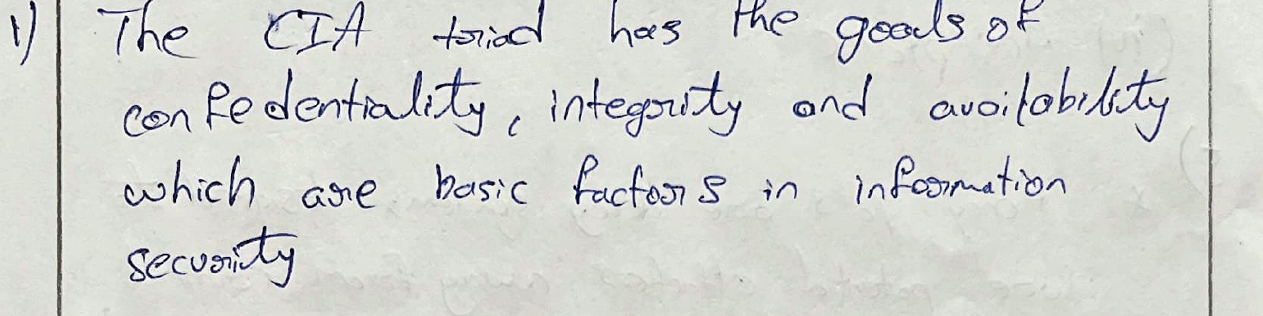 1) The CIA triad has the goals of
confedentiality, integrity and availability
which are basic factors in information
security